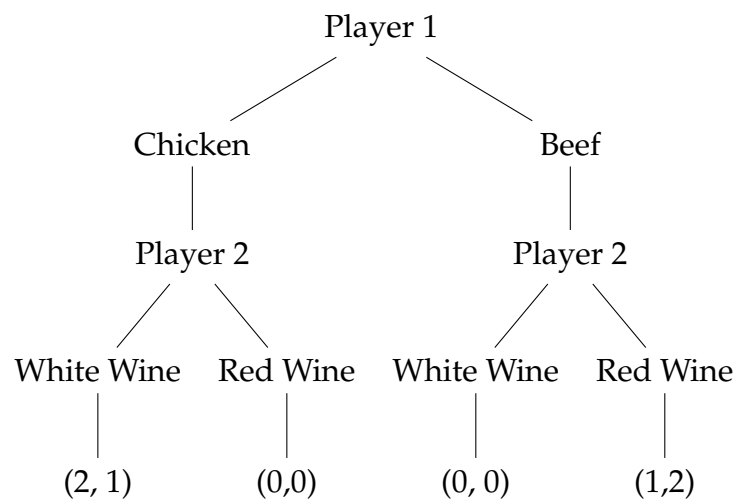 Player 1
Chicken Beef
Player 2 Player 2
White Wine Red Wine White Wine Red Wine
(2, 1) (0,0) (0, 0) (1,2)